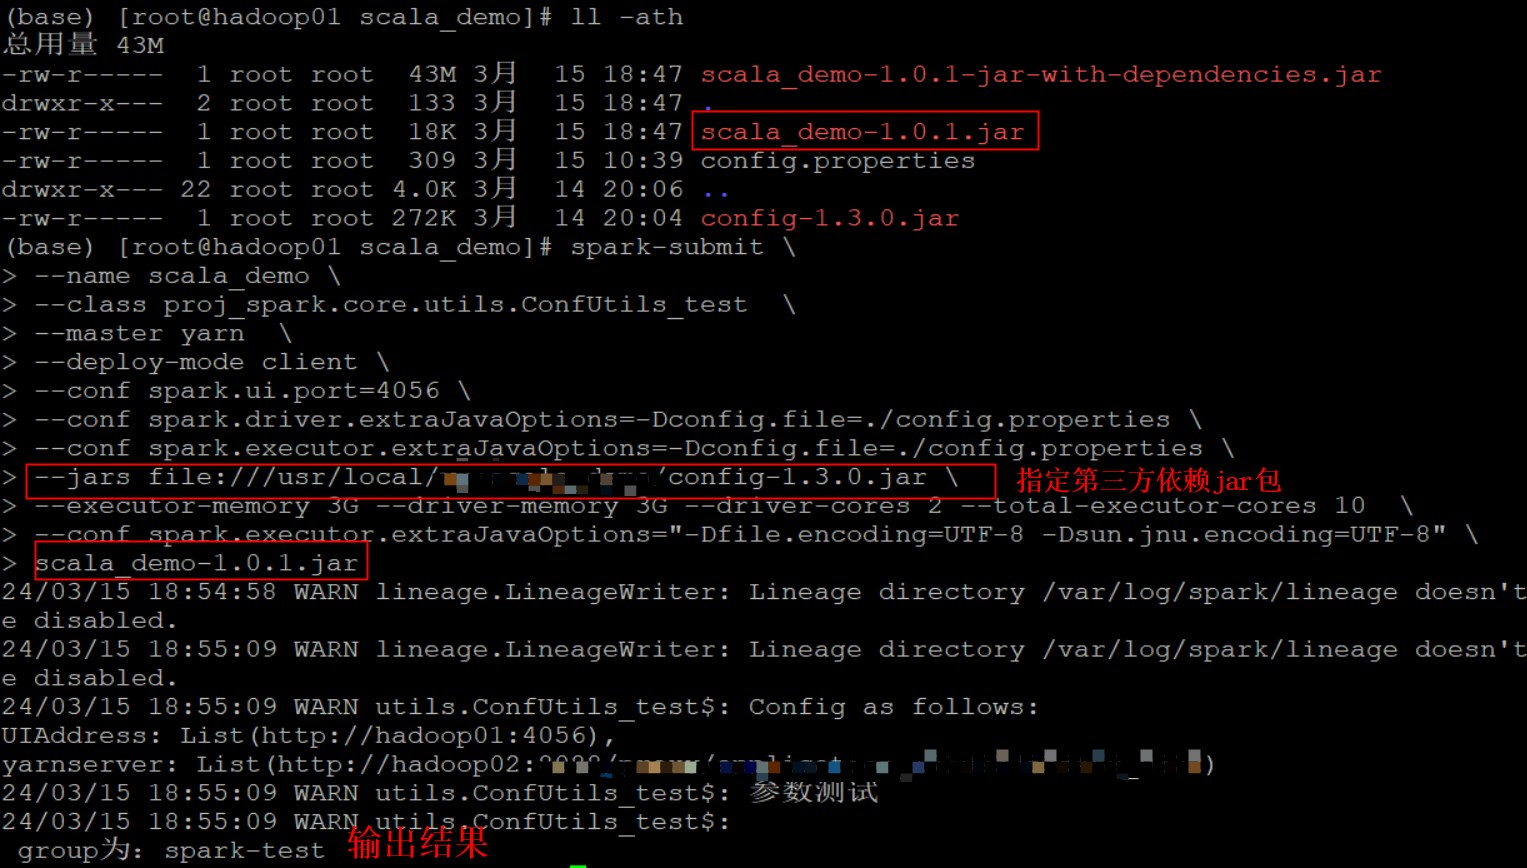 (base) [root@hadoop01 scala_demo]# ll -ath
总用量 43M
-rw-r----- 1 root root 43M 3月 15 18:47 scala_demo-1.0.1-jar-with-dependencies.jar
drwxr-x--- 2 root root 133 3月 15 18:47 .
-rw-r----- 1 root root 18K 3月 15 18:47 scala_demo-1.0.1.jar
-rw-r----- 1 root root 309 3月 15 10:39 config.properties
drwxr-x--- 22 root root 4.0K 3月 14 20:06 ..
-rw-r----- 1 root root 272K 3月 14 20:04 config-1.3.0.jar
(base) [root@hadoop01 scala_demo]# spark-submit \
> --name scala_demo \
> --class proj_spark.core.utils.ConfUtils_test \
> --master yarn \
> --deploy-mode client \
> --conf spark.ui.port=4056 \
> --conf spark.driver.extraJavaOptions=-Dconfig.file=./config.properties \
> --conf spark.executor.extraJavaOptions=-Dconfig.file=./config.properties \
> --jars file:///usr/local/ /config-1.3.0.jar \ 指定第三方依赖jar包
> --executor-memory 3G --driver-memory 3G --driver-cores 2 --total-executor-cores 10 \
> --conf spark.executor.extraJavaOptions="-Dfile.encoding=UTF-8 -Dsun.jnu.encoding=UTF-8" \
> scala_demo-1.0.1.jar
24/03/15 18:54:58 WARN lineage.LineageWriter: Lineage directory /var/log/spark/lineage doesn't
e disabled.
24/03/15 18:55:09 WARN lineage.LineageWriter: Lineage directory /var/log/spark/lineage doesn't
e disabled.
24/03/15 18:55:09 WARN utils.ConfUtils_test$: Config as follows:
UIAddress: List(http://hadoop01:4056),
yarnserver: List(http://hadoop02: )
24/03/15 18:55:09 WARN utils.ConfUtils_test$: 参数测试
24/03/15 18:55:09 WARN utils.ConfUtils_test$:
group为: spark-test 输出结果